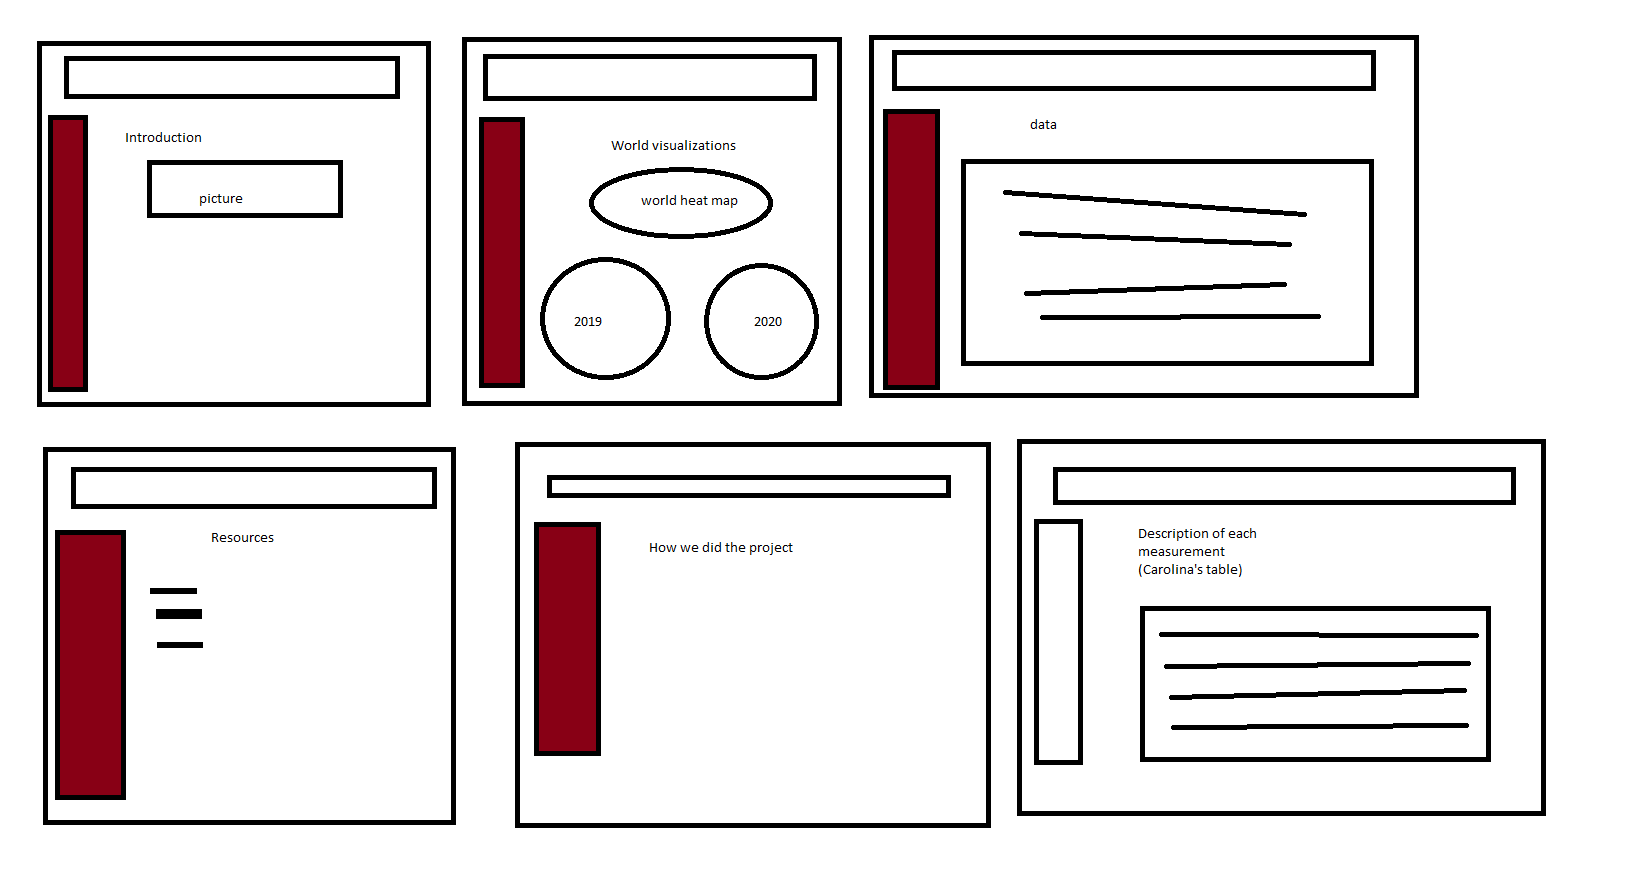 Introduction
picture
World visualizations
world heat map
2019
2020
data
Resources
How we did the project
Description of each
measurement
(Carolina's table)